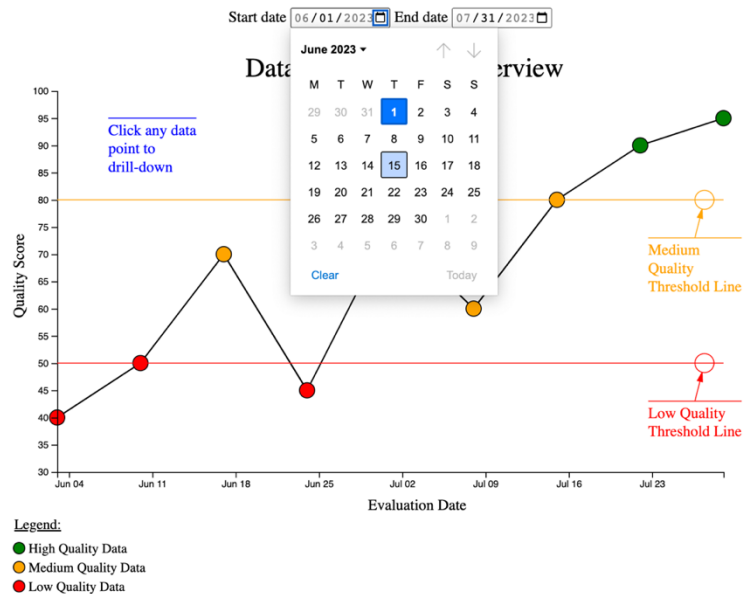 Start date 06/01/2023 End date 07/31/2023
June 2023
Data erview
M T W T F S S
29 30 31 1 2 3 4
5 6 7 8 9 10 11
12 13 14 15 16 17 18
19 20 21 22 23 24 25
26 27 28 29 30 1 2
3 4 5 6 7 8 9
Clear Today
Click any data
point to
drill-down
Quality Score
100
95
90
85
80
75
70
65
60
55
50
45
40
35
30
Medium
Quality
Threshold Line
Low Quality
Threshold Line
Jun 04 Jun 11 Jun 18 Jun 25 Jul 02 Jul 09 Jul 16 Jul 23
Evaluation Date
Legend:
High Quality Data
Medium Quality Data
Low Quality Data